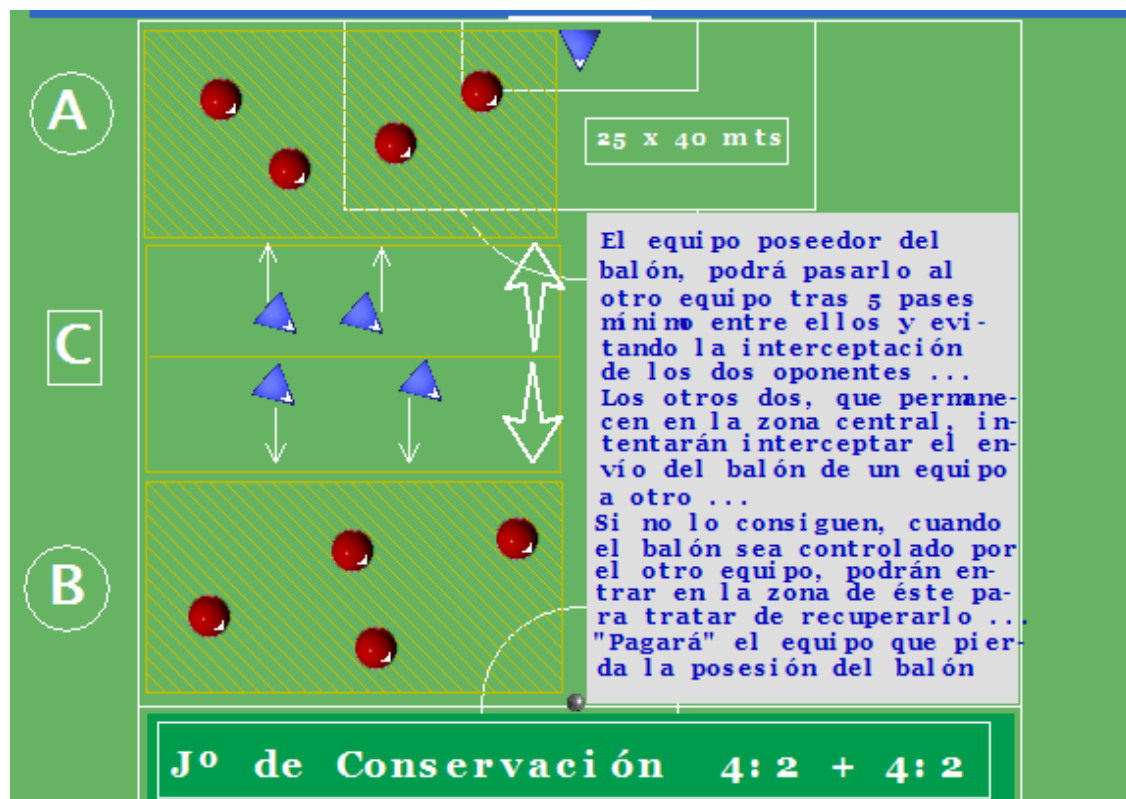 A
25 x 40 mts
El equipo poseedor del
balón, podrá pasarlo al
otro equipo tras 5 pases
mínimo entre ellos y evi-
tando la interceptación
de los dos oponentes ...
Los otros dos, que permane-
cen en la zona central, in-
tentarán interceptar el en-
vío del balón de un equipo
a otro ...
Si no lo consiguen, cuando
el balón sea controlado por
el otro equipo, podrán en-
trar en la zona de éste pa-
ra tratar de recuperarlo ...
"Pagará" el equipo que pier-
da la posesión del balón
C
B
Jº de Conservación 4:2 + 4:2